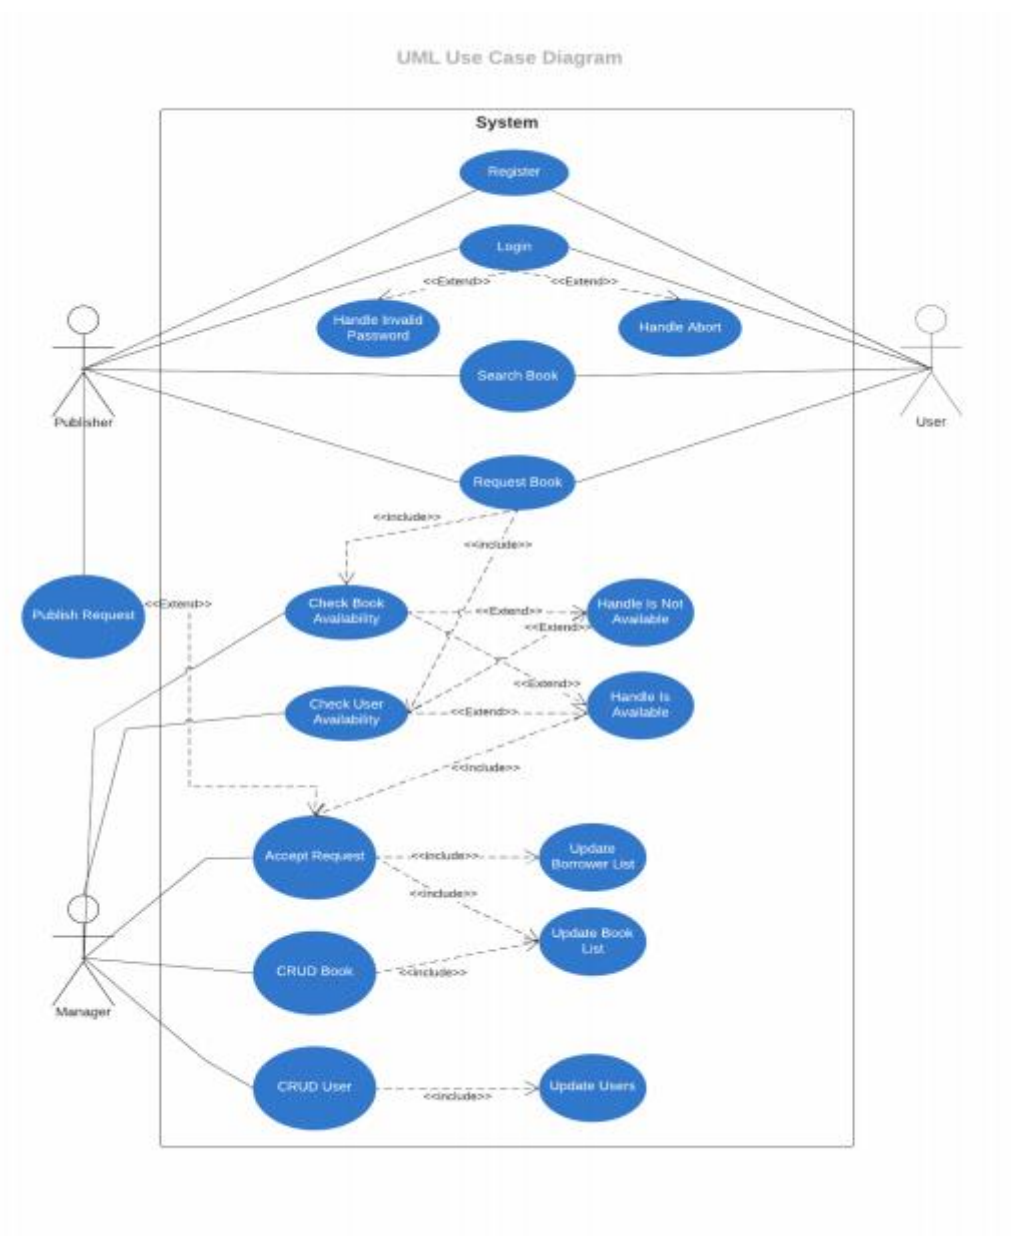 UML Use Case Diagram
System
Register
Login
<<Extend>>
<<Extend>>
Handle Invalid
Password
Handle Abort
Search Book
Publisher
User
Request Book
<<include>>
<<include>>
Publish Request
<<Extend>>
Check Book
Availability
<<Extend>>
Handle Is Not
Available
<<Extend>>
<<Extend>>
Check User
Availability
<<Extend>>
Handle Is
Available
<<include>>
Accept Request
<<include>>
Update
Borrower List
<<include>>
Update Book
List
CRUD Book
<<include>>
Manager
CRUD User
<<include>>
Update Users